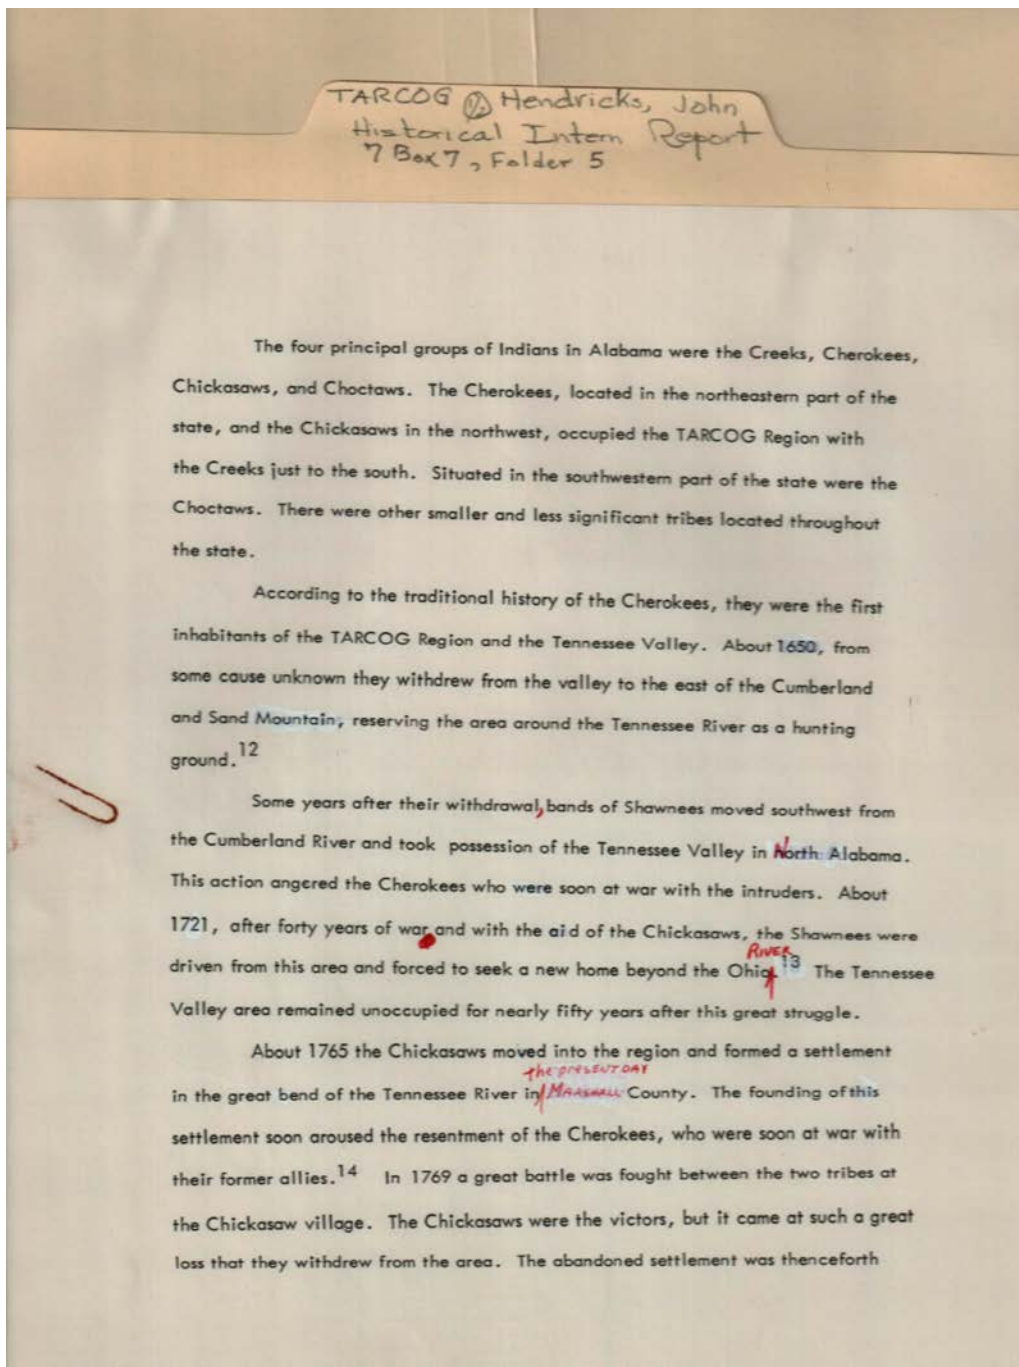 TARCOG ½ Hendricks, John
Historical Intern Report
7 Box 7, Folder 5
The four principal groups of Indians in Alabama were the Creeks, Cherokees,
Chickasaws, and Choctaws. The Cherokees, located in the northeastern part of the
state, and the Chickasaws in the northwest, occupied the TARCOG Region with
the Creeks just to the south. Situated in the southwestern part of the state were the
Choctaws. There were other smaller and less significant tribes located throughout
the state.
According to the traditional history of the Cherokees, they were the first
inhabitants of the TARCOG Region and the Tennessee Valley. About 1650, from
some cause unknown they withdrew from the valley to the east of the Cumberland
and Sand Mountain, reserving the area around the Tennessee River as a hunting
ground.12
Some years after their withdrawal, bands of Shawnees moved southwest from
the Cumberland River and took possession of the Tennessee Valley in North Alabama.
This action angered the Cherokees who were soon at war with the intruders. About
1721, after forty years of war and with the aid of the Chickasaws, the Shawnees were
RIVER
driven from this area and forced to seek a new home beyond the Ohio.13 The Tennessee
Valley area remained unoccupied for nearly fifty years after this great struggle.
About 1765 the Chickasaws moved into the region and formed a settlement
the PRESENT DAY
in the great bend of the Tennessee River in MARSHALL County. The founding of this
settlement soon aroused the resentment of the Cherokees, who were soon at war with
their former allies.14 In 1769 a great battle was fought between the two tribes at
the Chickasaw village. The Chickasaws were the victors, but it came at such a great
loss that they withdrew from the area. The abandoned settlement was thenceforth